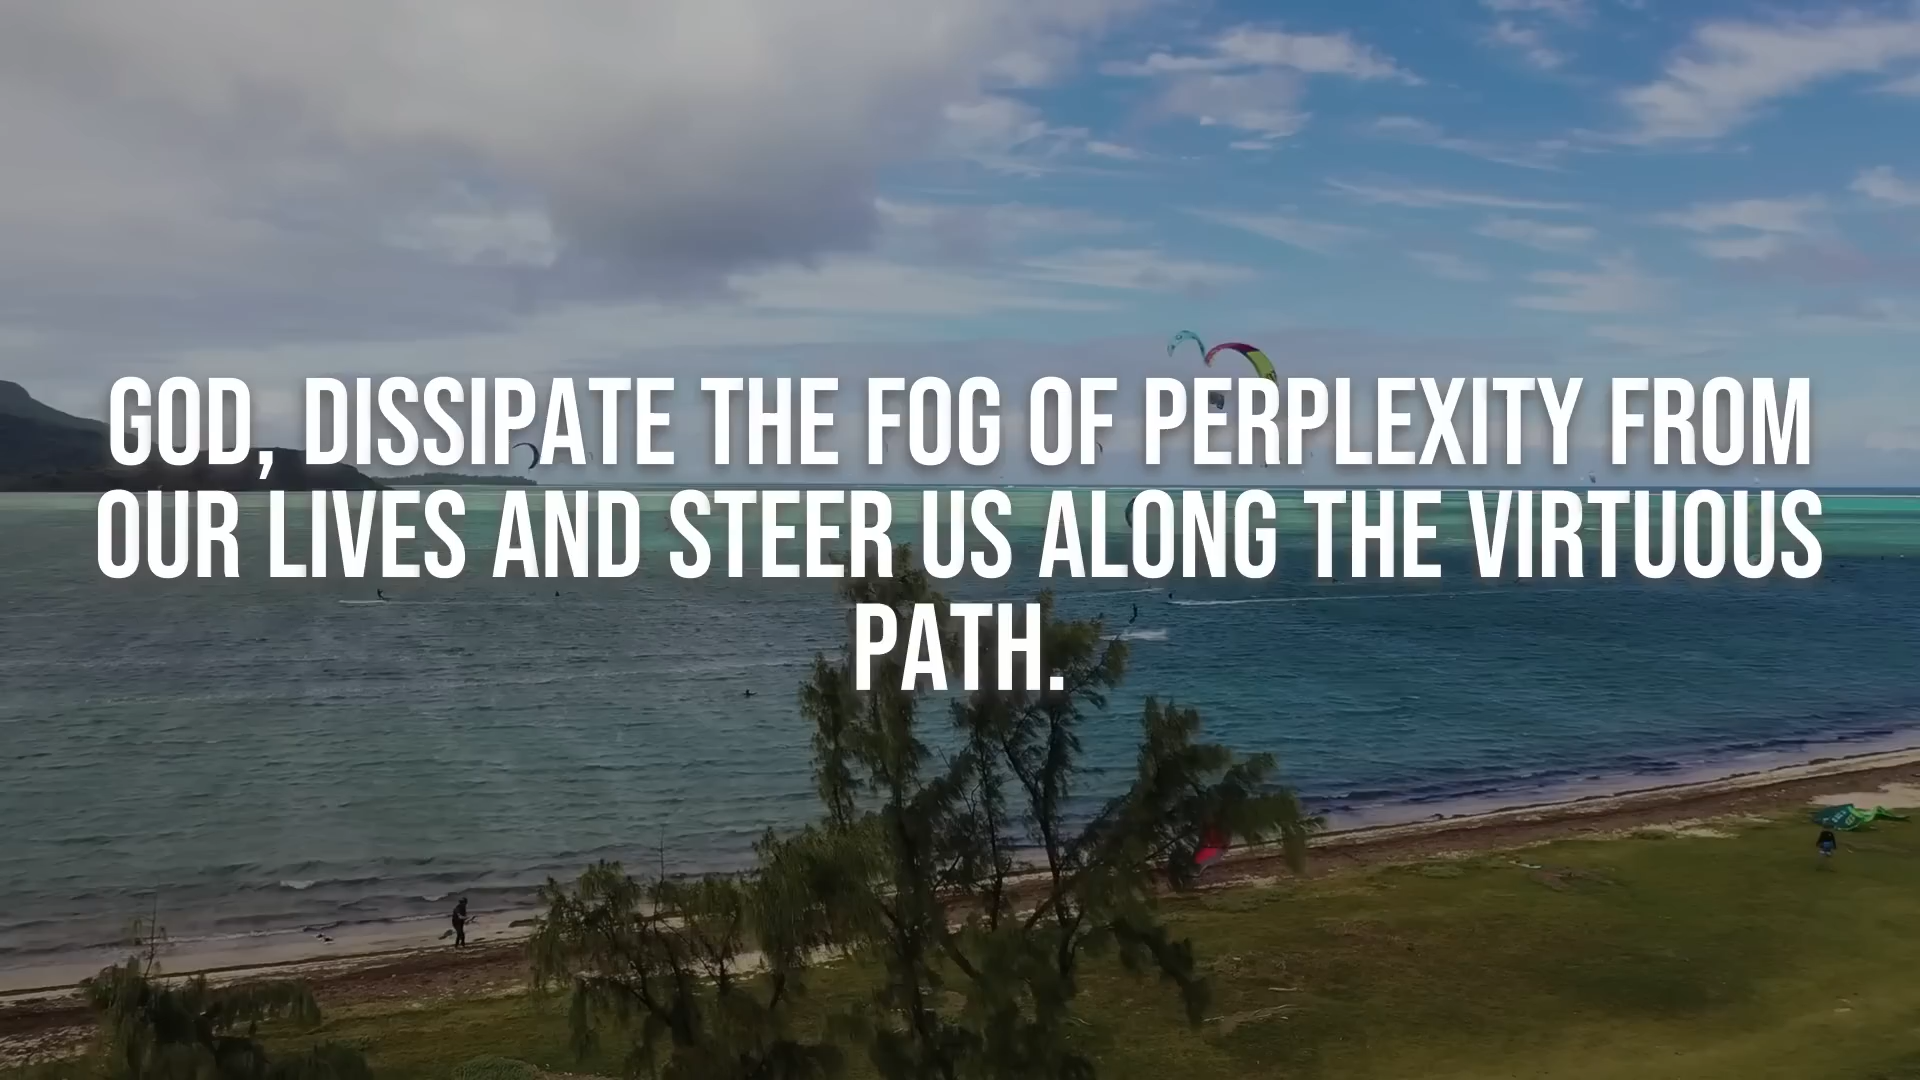 GOD, DISSIPATE THE FOG OF PERPLEXITY FROM
OUR LIVES AND STEER US ALONG THE VIRTUOUS
PATH.